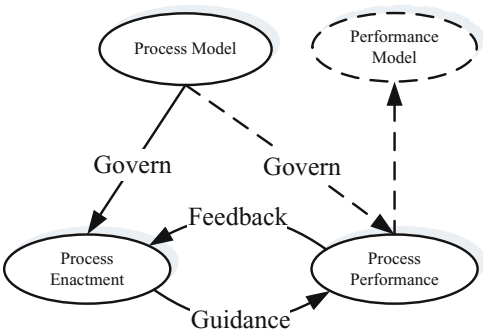 Process Model
Performance
Model
Govern
Govern
Feedback
Process
Enactment
Process
Performance
Guidance